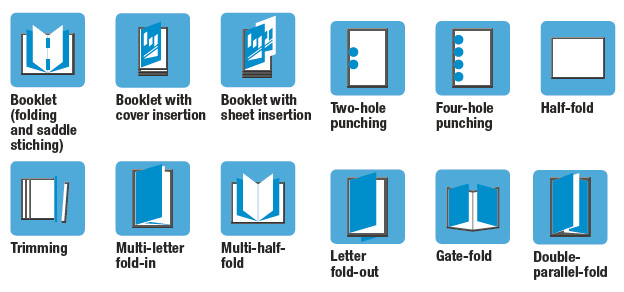 Booklet
(folding
and saddle
stiching)
Booklet with
cover insertion
Booklet with
sheet insertion
Two-hole
punching
Four-hole
punching
Half-fold
Trimming
Multi-letter
fold-in
Multi-half-
fold
Letter
fold-out
Gate-fold
Double-
parallel-fold